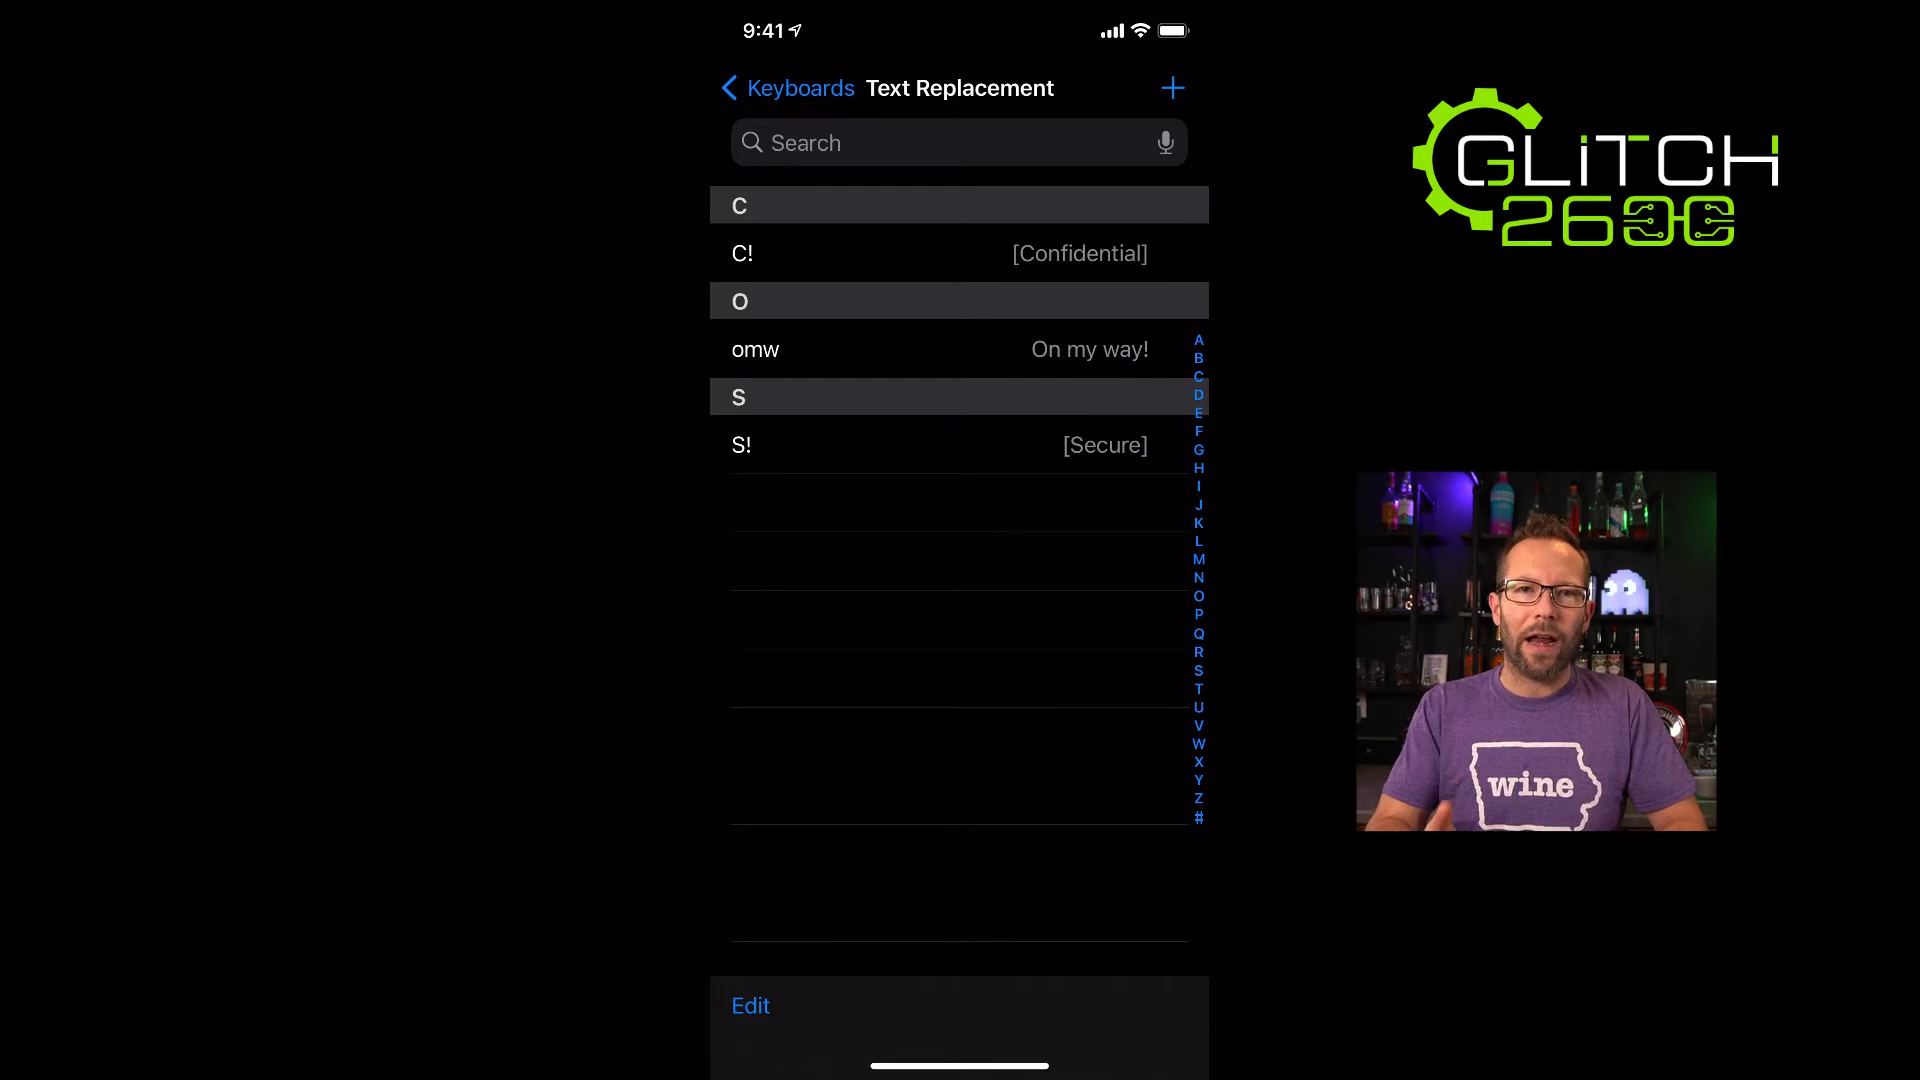 9:41
Keyboards Text Replacement
Search
C
C! [Confidential]
O
omw On my way!
S
S! [Secure]
A
B
C
D
E
F
G
H
I
J
K
L
M
N
O
P
Q
R
S
T
U
V
W
X
Y
Z
#
Edit
GLiTCH
2600
wine